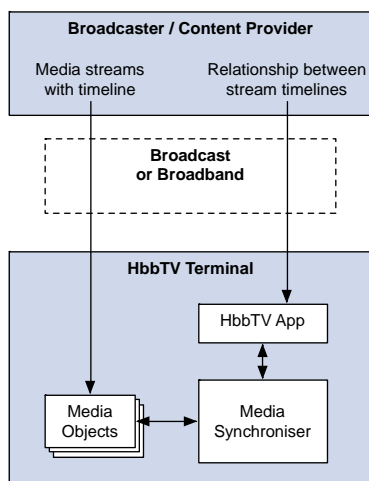 Broadcaster / Content Provider
Media streams
with timeline
Relationship between
stream timelines
Broadcast
or Broadband
HbbTV Terminal
HbbTV App
Media
Objects
Media
Synchroniser